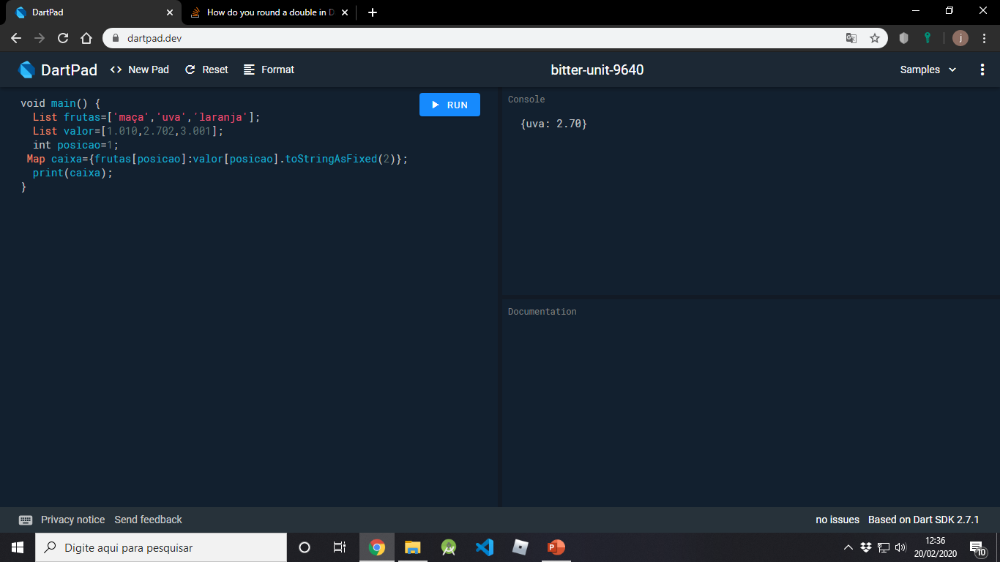 DartPad
How do you round a double in D
dartpad.dev
j
DartPad
New Pad
Reset
Format
bitter-unit-9640
Samples
void main() {
List frutas=['maça','uva','laranja'];
List valor=[1.010,2.702,3.001];
int posicao=1;
Map caixa={frutas[posicao]:valor[posicao].toStringAsFixed(2)};
print(caixa);
}
RUN
Console
{uva: 2.70}
Documentation
Privacy notice
Send feedback
no issues
Based on Dart SDK 2.7.1
Digite aqui para pesquisar
12:36
20/02/2020
10